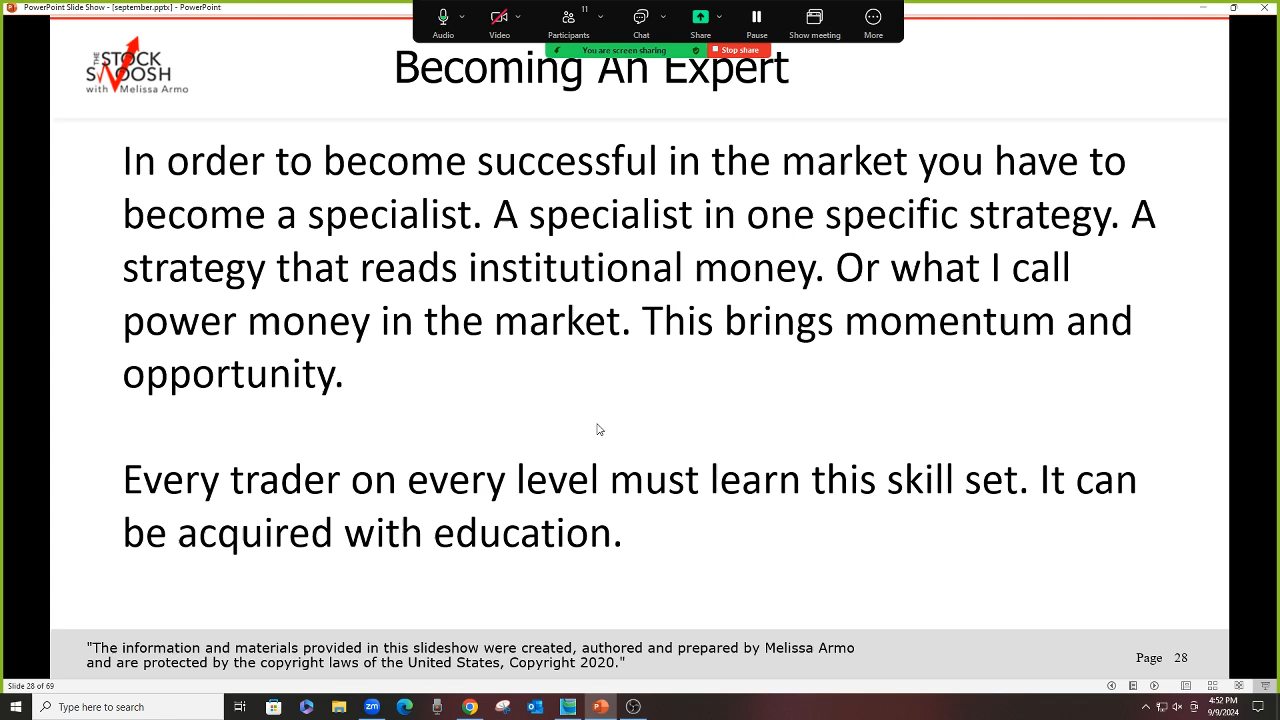 PowerPoint Slide Show - [september.pptx] - PowerPoint
11
Audio Video Participants Chat Share Pause Show meeting More
You are screen sharing Stop share
THE STOCK SWOOSH
with Melissa Armo
Becoming An Expert
In order to become successful in the market you have to
become a specialist. A specialist in one specific strategy. A
strategy that reads institutional money. Or what I call
power money in the market. This brings momentum and
opportunity.
Every trader on every level must learn this skill set. It can
be acquired with education.
"The information and materials provided in this slideshow were created, authored and prepared by Melissa Armo
and are protected by the copyright laws of the United States, Copyright 2020."
Page 28
Slide 28 of 69
Type here to search
zm
4:52 PM
9/9/2024